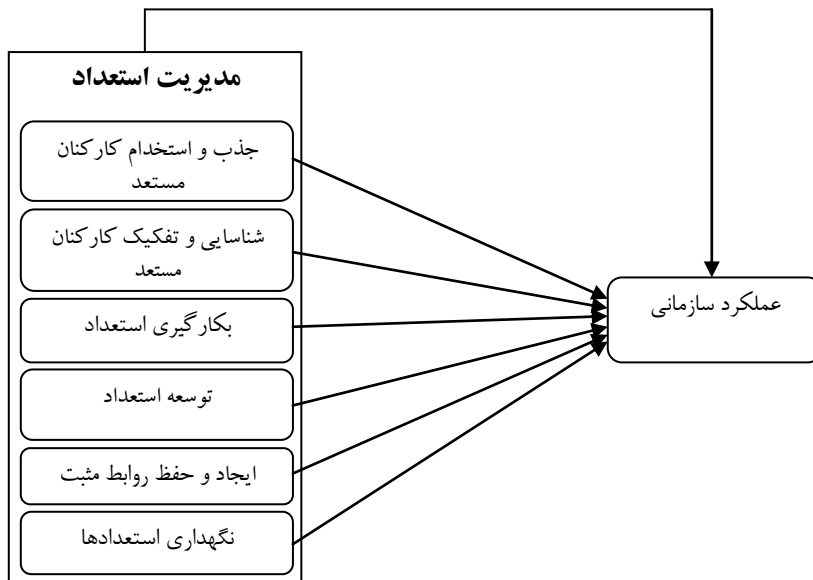 مدیریت استعداد
جذب و استخدام کارکنان
مستعد
شناسایی و تفکیک کارکنان
مستعد
بکارگیری استعداد
توسعه استعداد
ایجاد و حفظ روابط مثبت
نگهداری استعدادها
عملکرد سازمانی